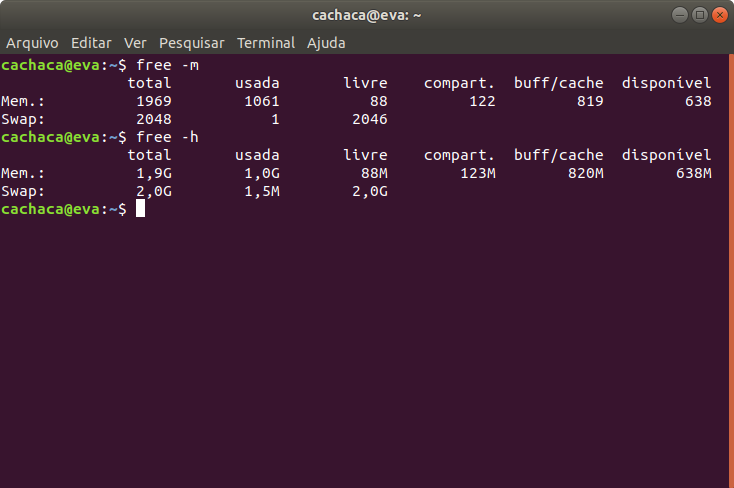 cachaca@eva: ~
Arquivo Editar Ver Pesquisar Terminal Ajuda
cachaca@eva:~$ free -m
total usada livre compart. buff/cache disponível
Mem.: 1969 1061 88 122 819 638
Swap: 2048 1 2046
cachaca@eva:~$ free -h
total usada livre compart. buff/cache disponível
Mem.: 1,9G 1,0G 88M 123M 820M 638M
Swap: 2,0G 1,5M 2,0G
cachaca@eva:~$